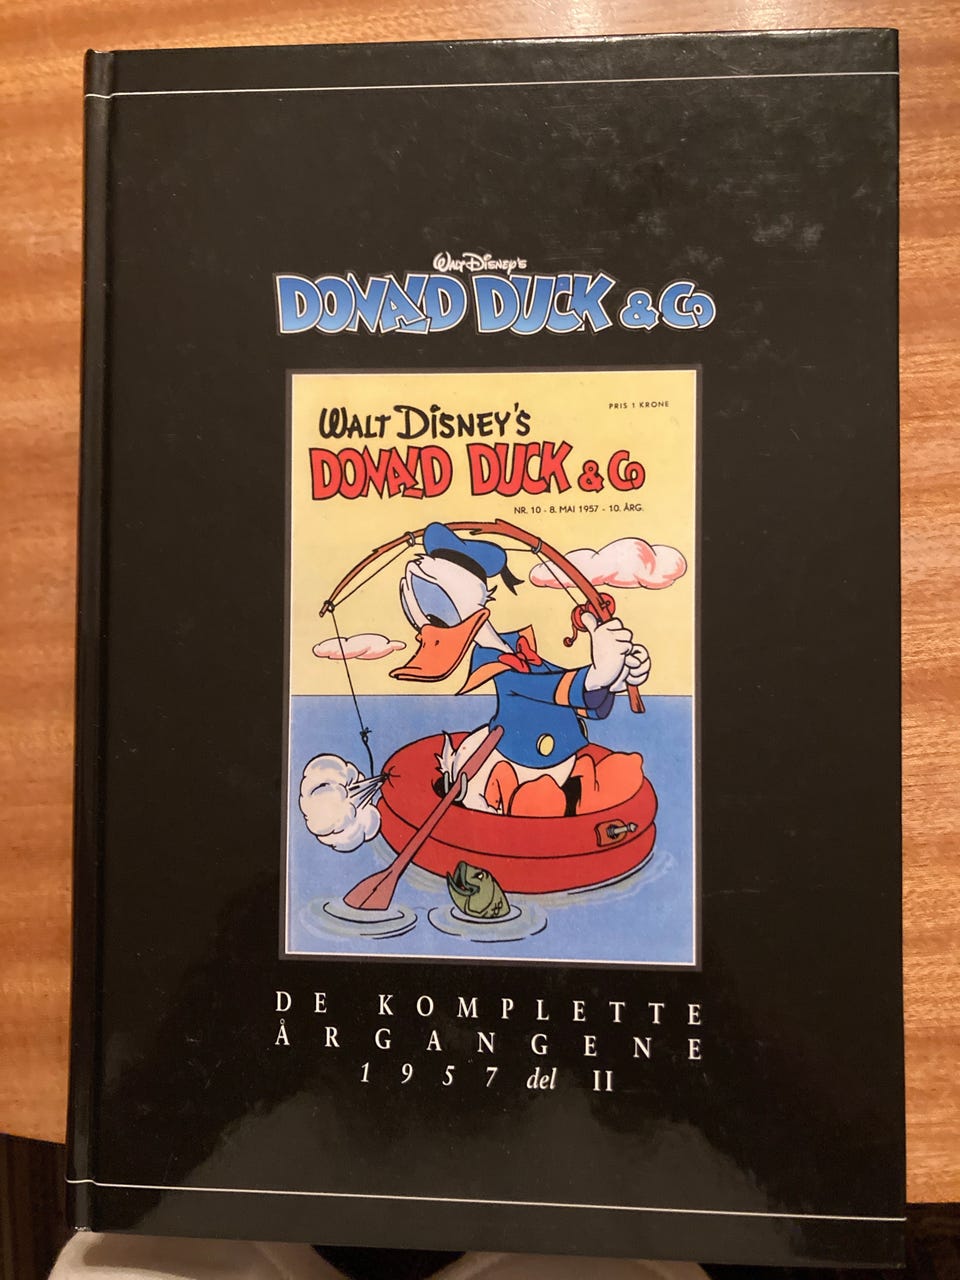 WALT DISNEY'S
DONALD DUCK & Co
WALT DISNEY'S
PRIS 1 KRONE
DONALD DUCK & Co
NR. 10 - 8. MAI 1957 - 10. ÅRG.
DE KOMPLETTE
ÅRGANGENE
1957 del II